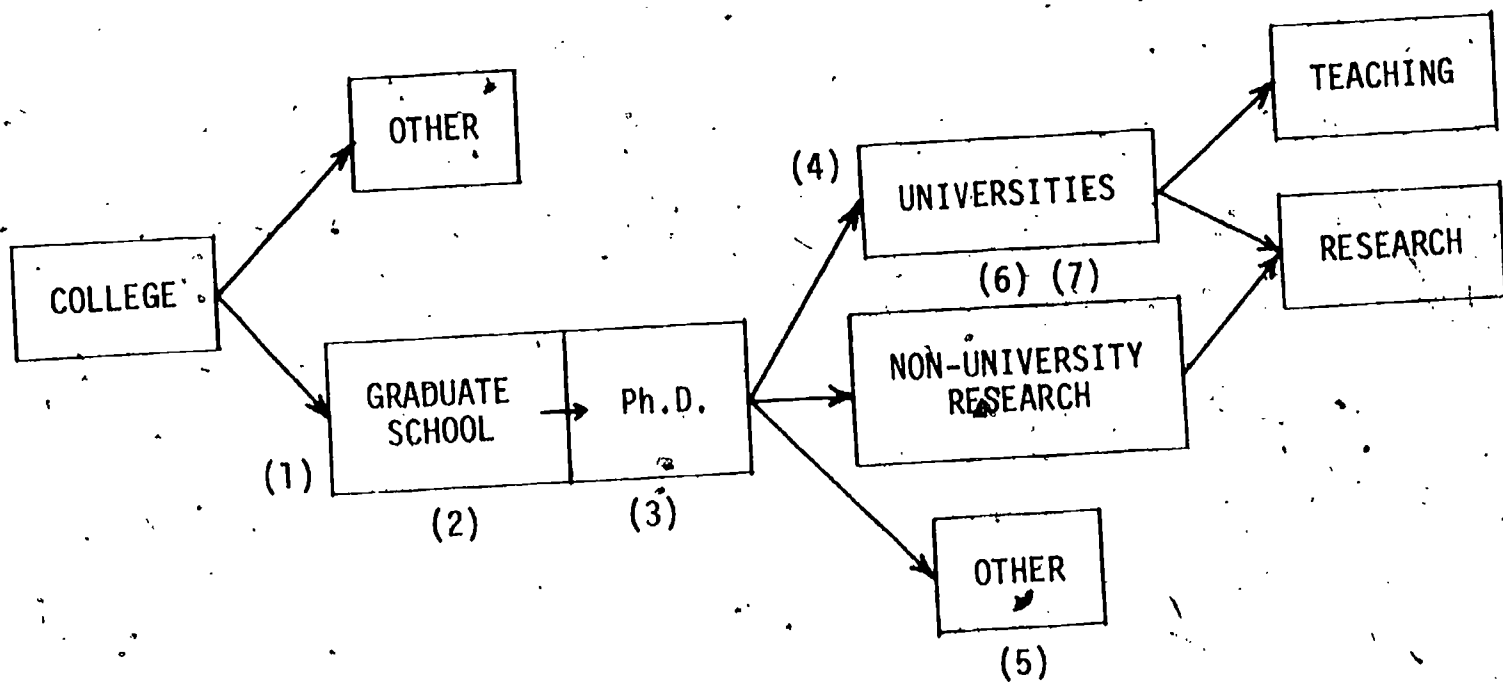 TEACHING
OTHER
(4)
UNIVERSITIES
RESEARCH
COLLEGE
(6) (7)
GRADUATE
SCHOOL
Ph.D.
NON-UNIVERSITY
RESEARCH
(1)
(2)
(3)
OTHER
(5)